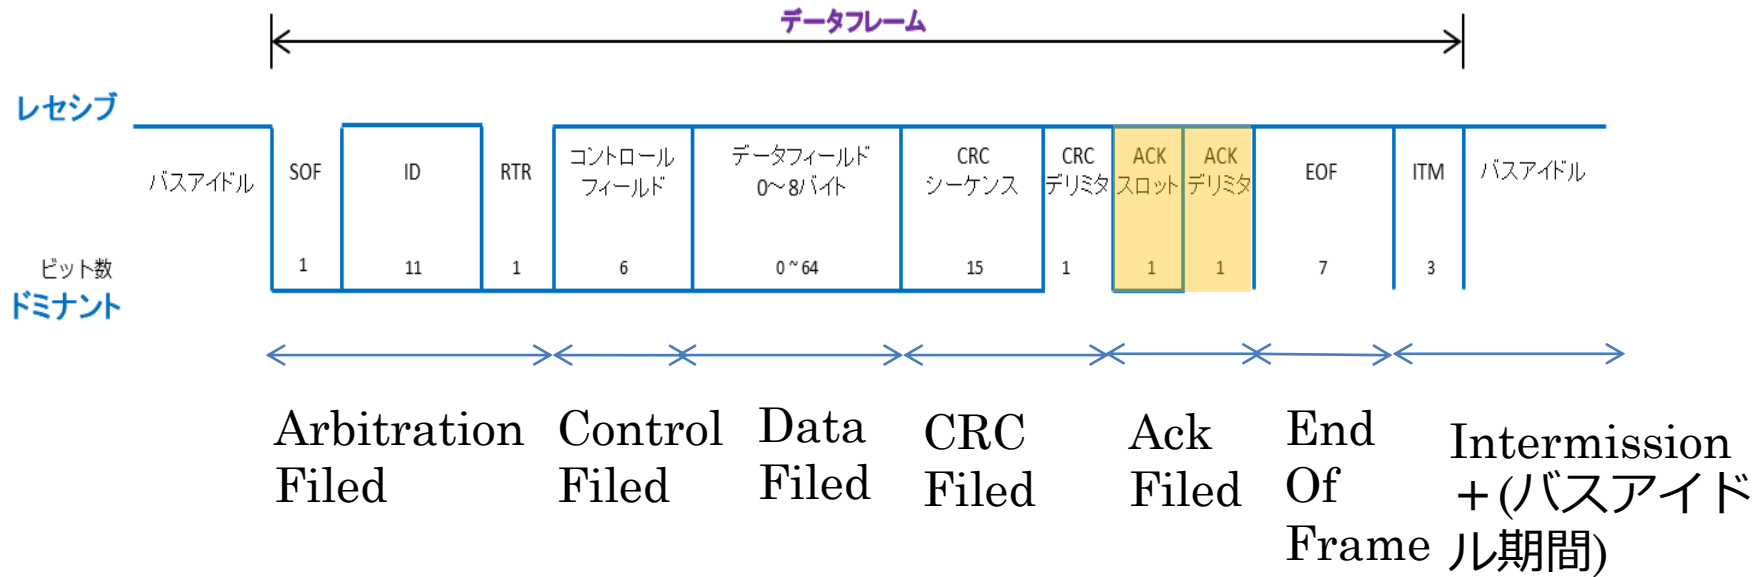 データフレーム
レセシブ
バスアイドル
SOF
ID
RTR
コントロール
フィールド
データフィールド
0～8バイト
CRC
シーケンス
CRC
デリミタ
ACK
スロット
ACK
デリミタ
EOF
ITM
バスアイドル
ビット数
1
11
1
6
0~64
15
1
1
1
7
3
ドミナント
Arbitration
Filed
Control
Filed
Data
Filed
CRC
Filed
Ack
Filed
End
Of
Frame
Intermission
＋(バスアイド
ル期間)